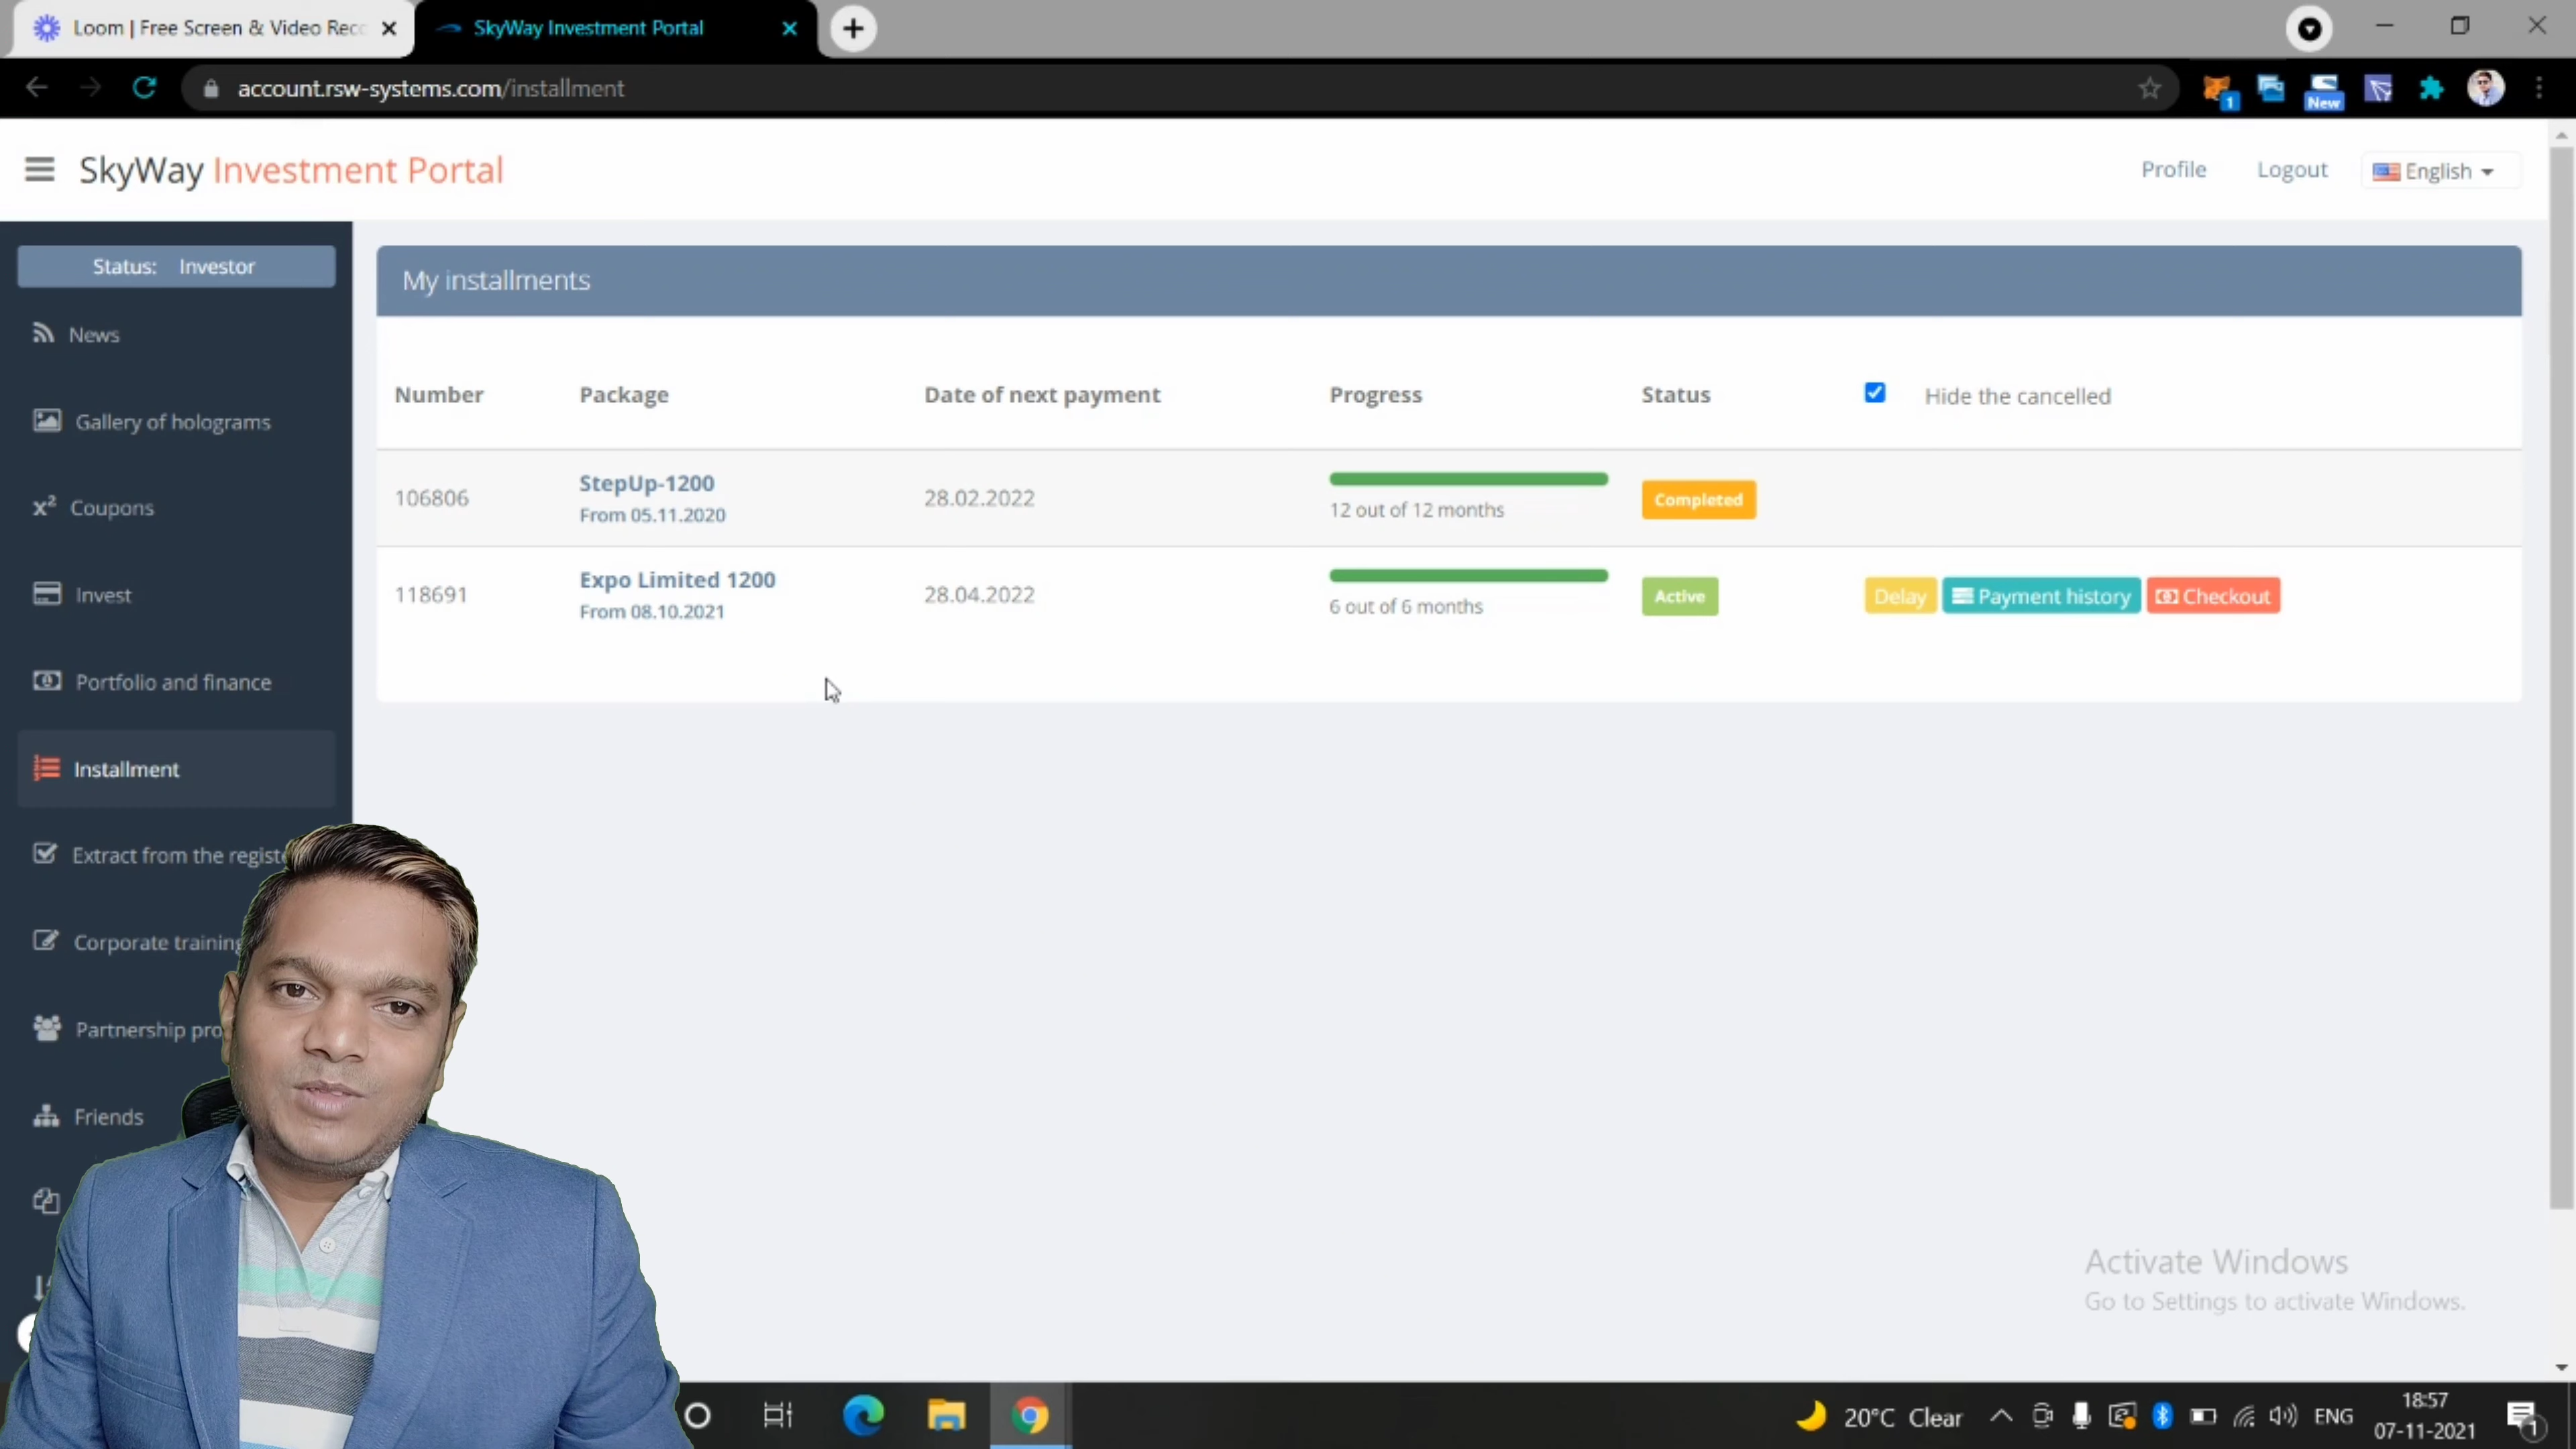 Loom | Free Screen & Video Rec
SkyWay Investment Portal
account.rsw-systems.com/installment
1
New
SkyWay Investment Portal
Profile
Logout
English
Status: Investor
My installments
News
Number
Package
Date of next payment
Progress
Status
Hide the cancelled
Gallery of holograms
106806
StepUp-1200
From 05.11.2020
28.02.2022
12 out of 12 months
Completed
Coupons
118691
Expo Limited 1200
From 08.10.2021
28.04.2022
6 out of 6 months
Active
Delay
Payment history
Checkout
Invest
Portfolio and finance
Installment
Extract from the registe
Corporate training
Partnership pro
Friends
Activate Windows
Go to Settings to activate Windows.
20°C Clear
ENG
18:57
07-11-2021
1